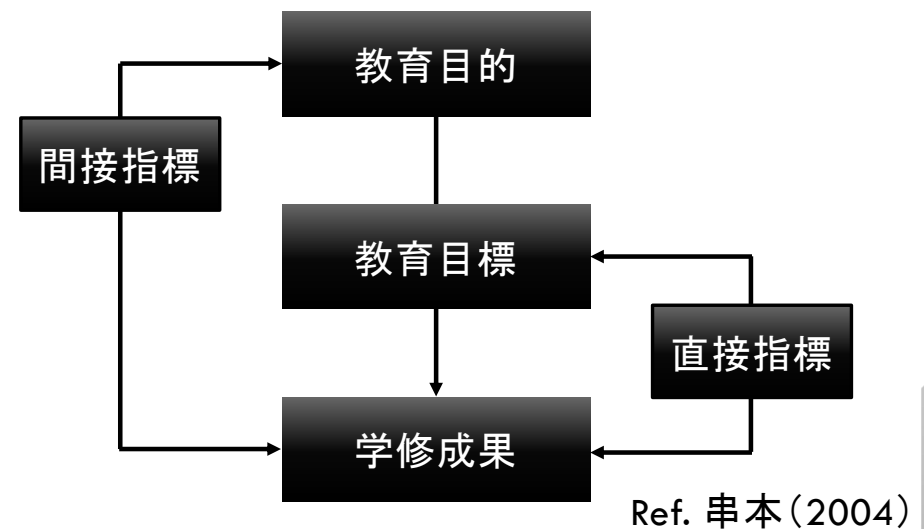 教育目的
間接指標
教育目標
直接指標
学修成果
Ref. 串本(2004)